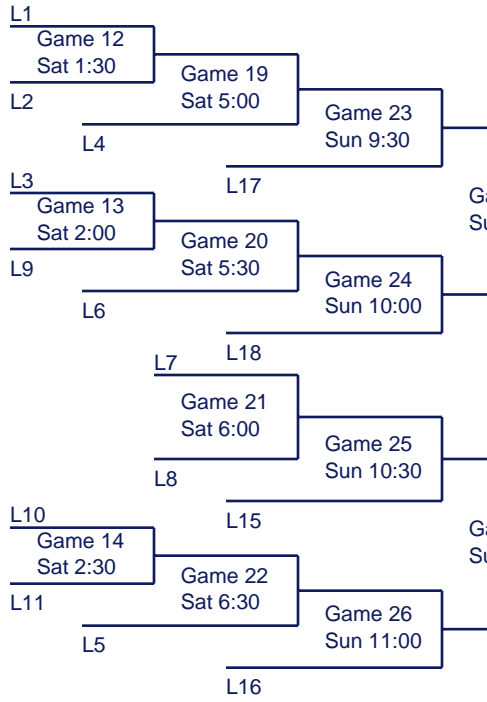 L1
Game 12
Sat 1:30
L2
Game 19
Sat 5:00
L4
Game 23
Sun 9:30
L17
L3
Game 13
Sat 2:00
L9
Game 20
Sat 5:30
L6
Game 24
Sun 10:00
L18
L7
Game 21
Sat 6:00
L8
Game 25
Sun 10:30
L15
L10
Game 14
Sat 2:30
L11
Game 22
Sat 6:30
L5
Game 26
Sun 11:00
L16